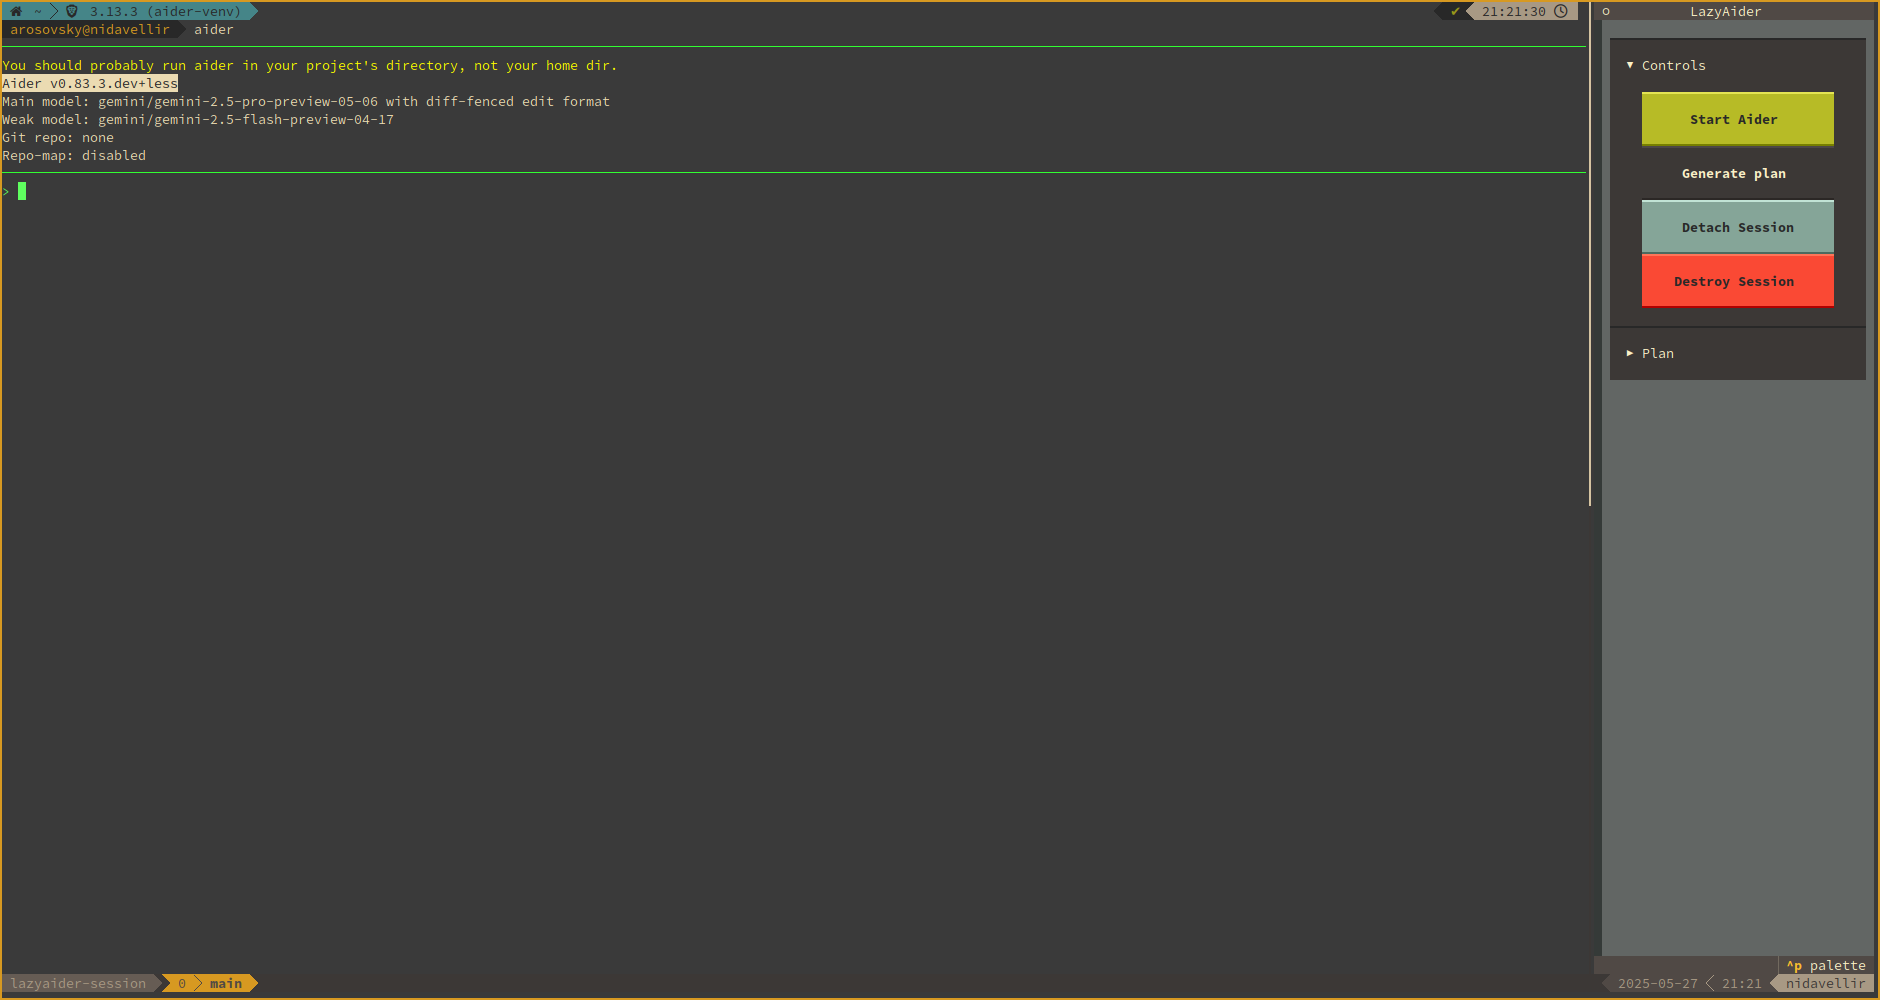 ~ 3.13.3 (aider-venv)
✔ 21:21:30
arosovsky@nidavellir aider
You should probably run aider in your project's directory, not your home dir.
Aider v0.83.3.dev+less
Main model: gemini/gemini-2.5-pro-preview-05-06 with diff-fenced edit format
Weak model: gemini/gemini-2.5-flash-preview-04-17
Git repo: none
Repo-map: disabled
>
LazyAider
▼ Controls
Start Aider
Generate plan
Detach Session
Destroy Session
▶ Plan
^p palette
lazyaider-session 0 main
2025-05-27 21:21 nidavellir